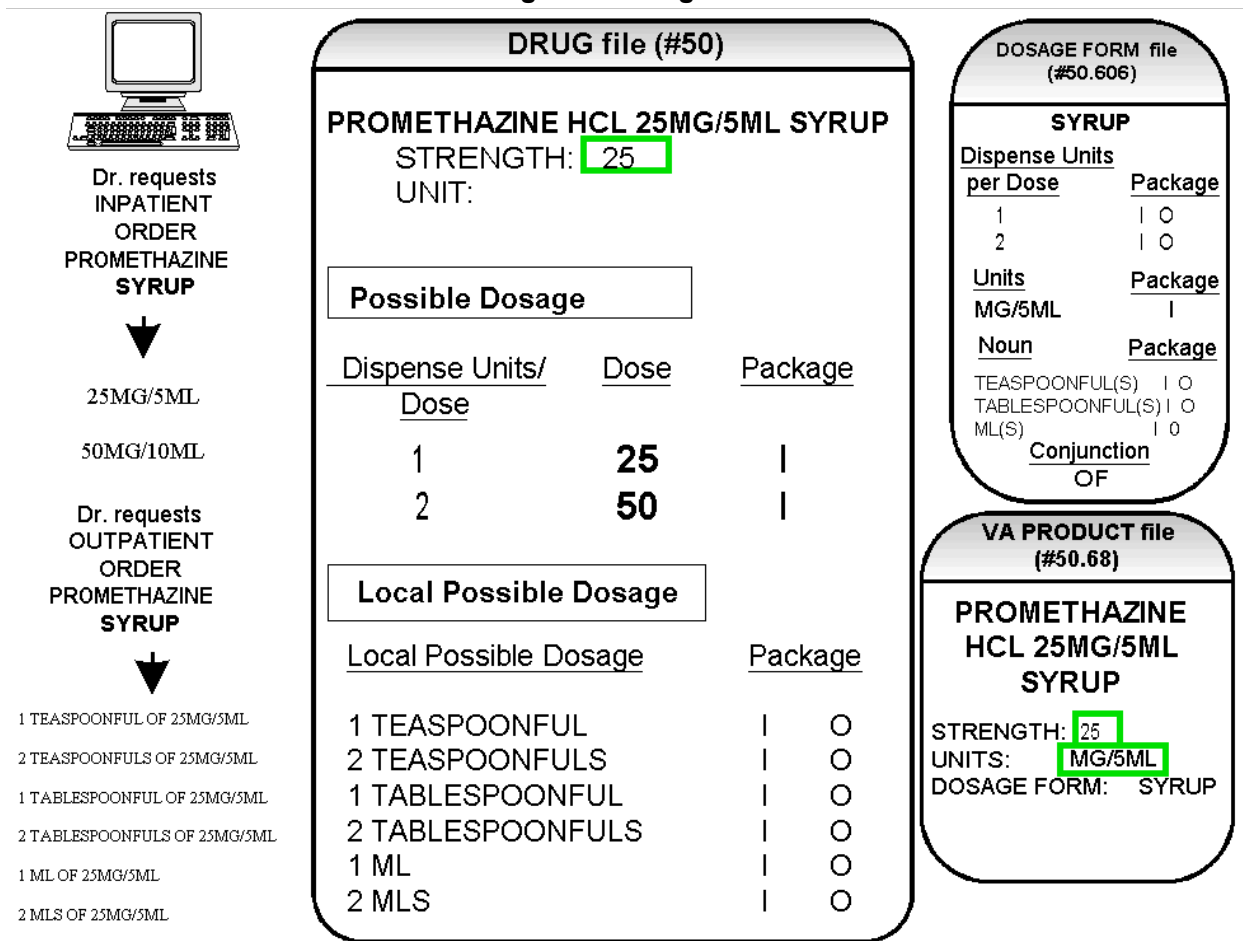 Dr. requests
INPATIENT
ORDER
PROMETHAZINE
SYRUP
25MG/5ML
50MG/10ML
Dr. requests
OUTPATIENT
ORDER
PROMETHAZINE
SYRUP
1 TEASPOONFUL OF 25MG/5ML
2 TEASPOONFULS OF 25MG/5ML
1 TABLESPOONFUL OF 25MG/5ML
2 TABLESPOONFULS OF 25MG/5ML
1 ML OF 25MG/5ML
2 MLS OF 25MG/5ML
DRUG file (#50)
PROMETHAZINE HCL 25MG/5ML SYRUP
STRENGTH: 25
UNIT:
Possible Dosage
Dispense Units/ Dose Package
Dose
1 25 I
2 50 I
Local Possible Dosage
Local Possible Dosage Package
1 TEASPOONFUL I O
2 TEASPOONFULS I O
1 TABLESPOONFUL I O
2 TABLESPOONFULS I O
1 ML I O
2 MLS I O
DOSAGE FORM file
(#50.606)
SYRUP
Dispense Units
per Dose Package
1 I O
2 I O
Units Package
MG/5ML I
Noun Package
TEASPOONFUL(S) I O
TABLESPOONFUL(S) I O
ML(S) I 0
Conjunction
OF
VA PRODUCT file
(#50.68)
PROMETHAZINE
HCL 25MG/5ML
SYRUP
STRENGTH: 25
UNITS: MG/5ML
DOSAGE FORM: SYRUP